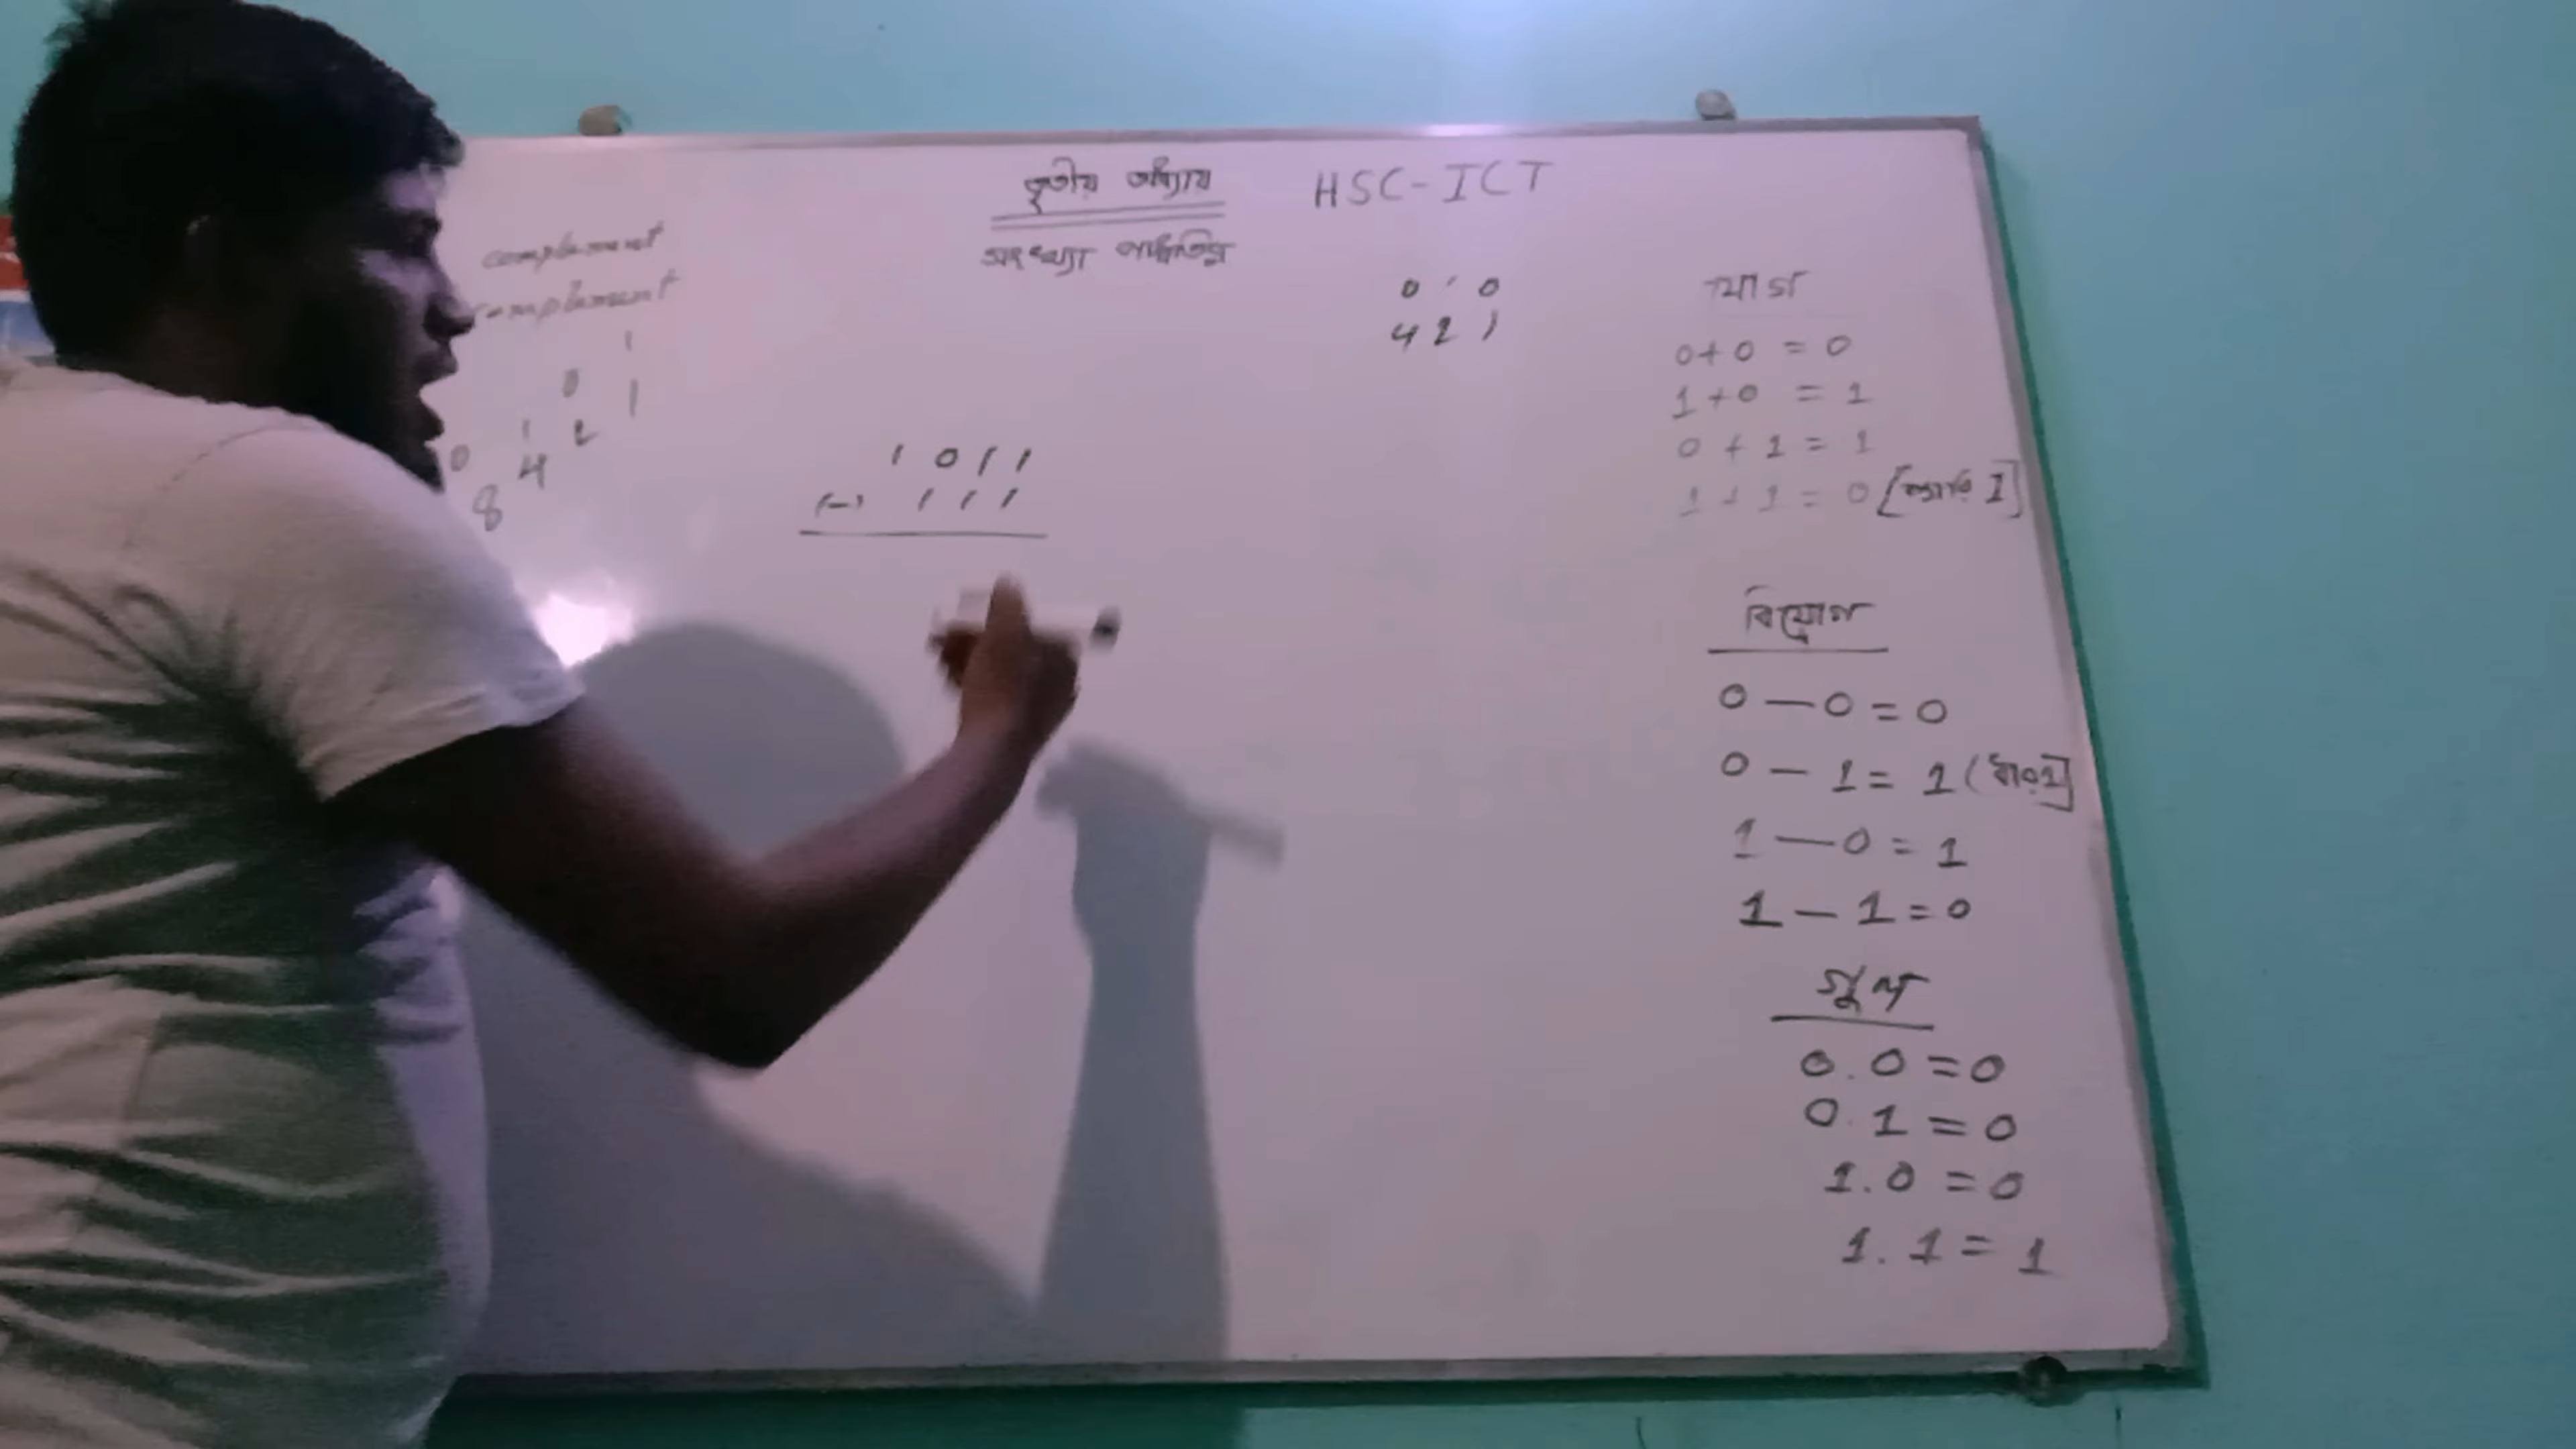 তৃতীয় অধ্যায় HSC-ICT
সংখ্যা পদ্ধতির
complement
complement
1
0 1
0 1 2
8 4
1 0 1 1
(-) 1 1 1
0 1 0
4 2 1
যোগ
0+0 = 0
1+0 = 1
0+1 = 1
1+1 = 0 [ক্যারি 1]
বিয়োগ
0-0=0
0-1=1 (ধার 1]
1-0=1
1-1=0
গুণ
0.0=0
0.1=0
1.0=0
1.1=1